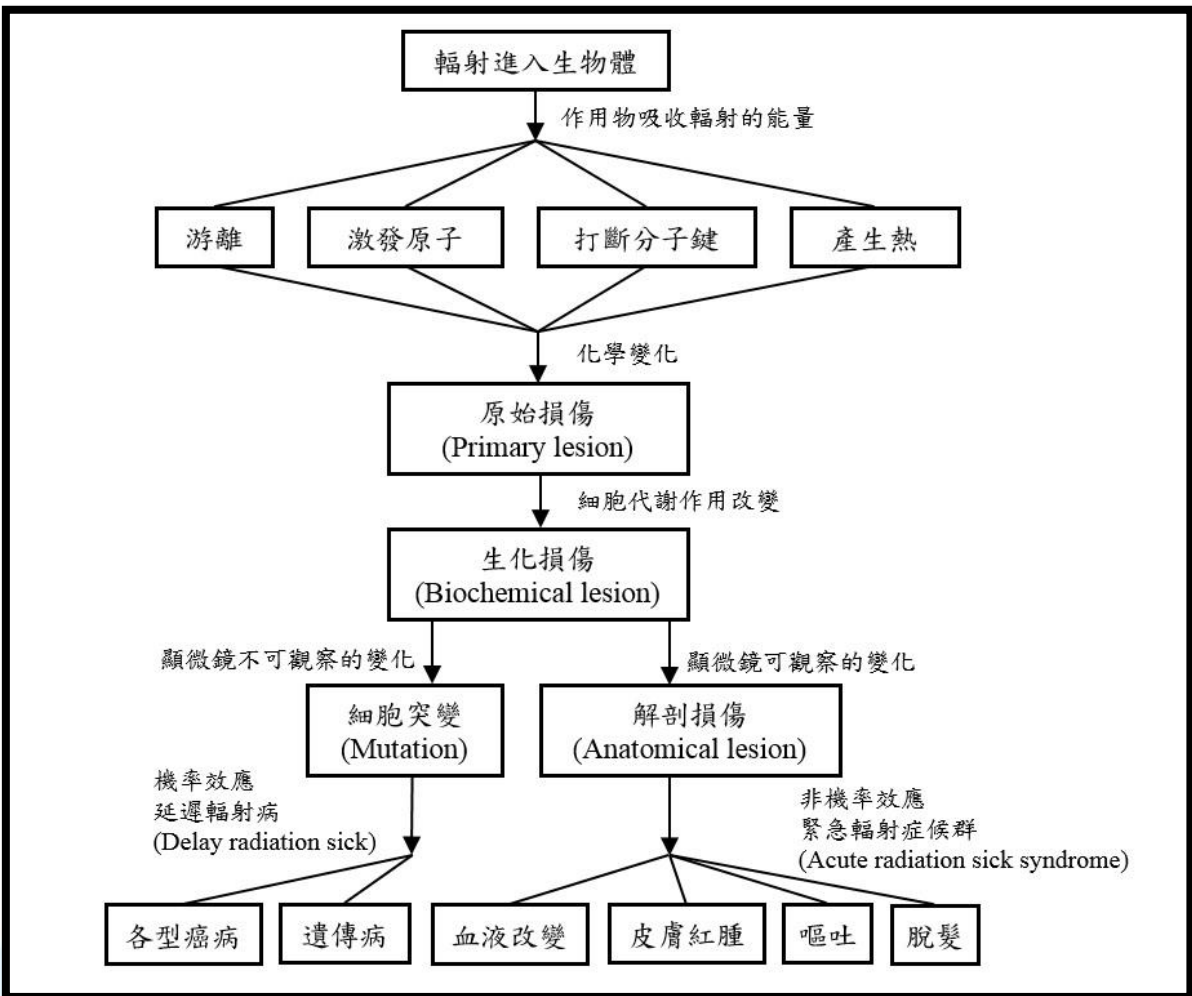 輻射進入生物體
作用物吸收輻射的能量
游離
激發原子
打斷分子鍵
產生熱
化學變化
原始損傷
(Primary lesion)
細胞代謝作用改變
生化損傷
(Biochemical lesion)
顯微鏡不可觀察的變化
顯微鏡可觀察的變化
細胞突變
(Mutation)
解剖損傷
(Anatomical lesion)
機率效應
延遲輻射病
(Delay radiation sick)
非機率效應
緊急輻射症候群
(Acute radiation sick syndrome)
各型癌病
遺傳病
血液改變
皮膚紅腫
嘔吐
脫髮